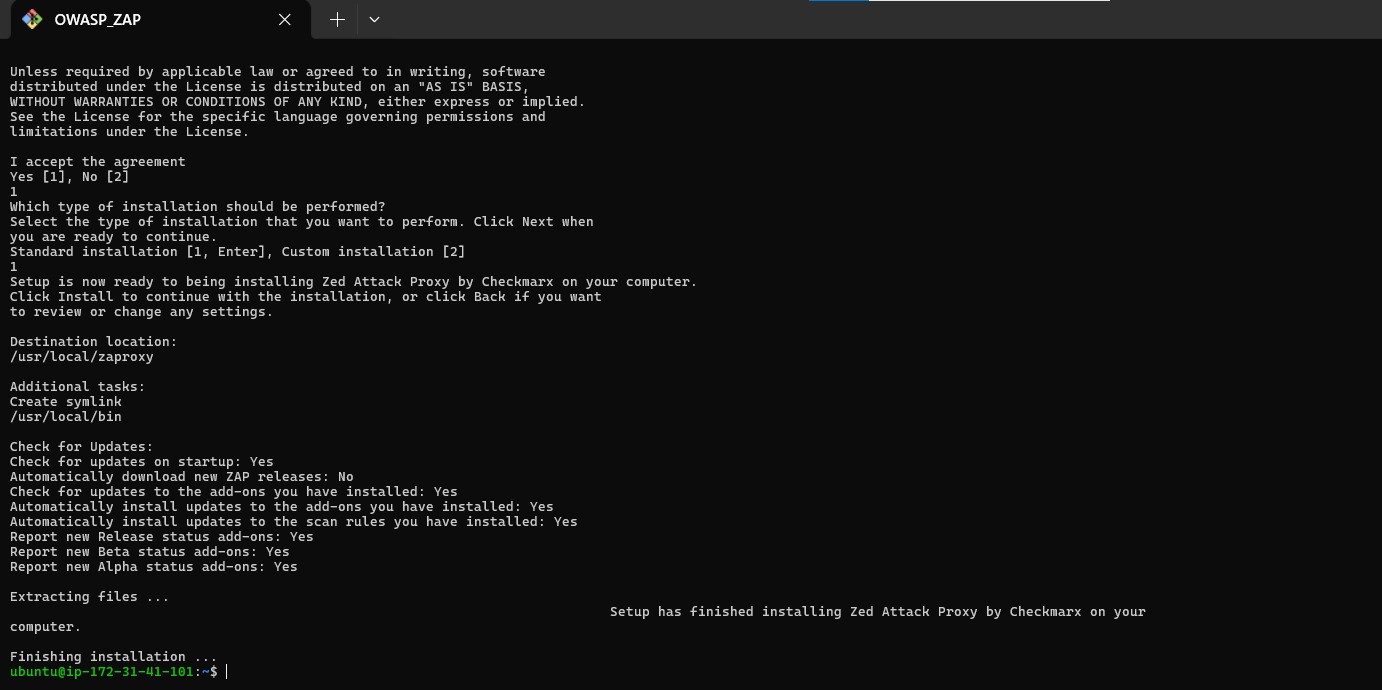 OWASP_ZAP
Unless required by applicable law or agreed to in writing, software
distributed under the License is distributed on an "AS IS" BASIS,
WITHOUT WARRANTIES OR CONDITIONS OF ANY KIND, either express or implied.
See the License for the specific language governing permissions and
limitations under the License.
I accept the agreement
Yes [1], No [2]
1
Which type of installation should be performed?
Select the type of installation that you want to perform. Click Next when
you are ready to continue.
Standard installation [1, Enter], Custom installation [2]
1
Setup is now ready to being installing Zed Attack Proxy by Checkmarx on your computer.
Click Install to continue with the installation, or click Back if you want
to review or change any settings.
Destination location:
/usr/local/zaproxy
Additional tasks:
Create symlink
/usr/local/bin
Check for Updates:
Check for updates on startup: Yes
Automatically download new ZAP releases: No
Check for updates to the add-ons you have installed: Yes
Automatically install updates to the add-ons you have installed: Yes
Automatically install updates to the scan rules you have installed: Yes
Report new Release status add-ons: Yes
Report new Beta status add-ons: Yes
Report new Alpha status add-ons: Yes
Extracting files ...
Setup has finished installing Zed Attack Proxy by Checkmarx on your
computer.
Finishing installation ...
ubuntu@ip-172-31-41-101:~$